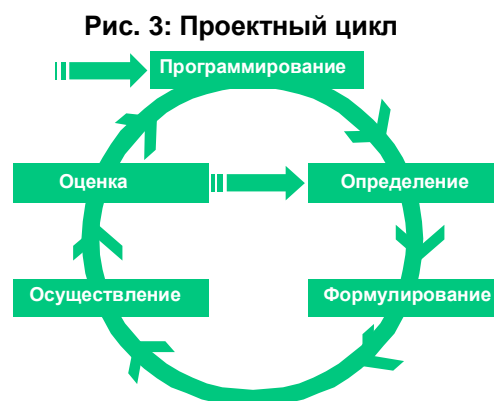 Рис. 3: Проектный цикл
Программирование
Оценка
Определение
Осуществление
Формулирование